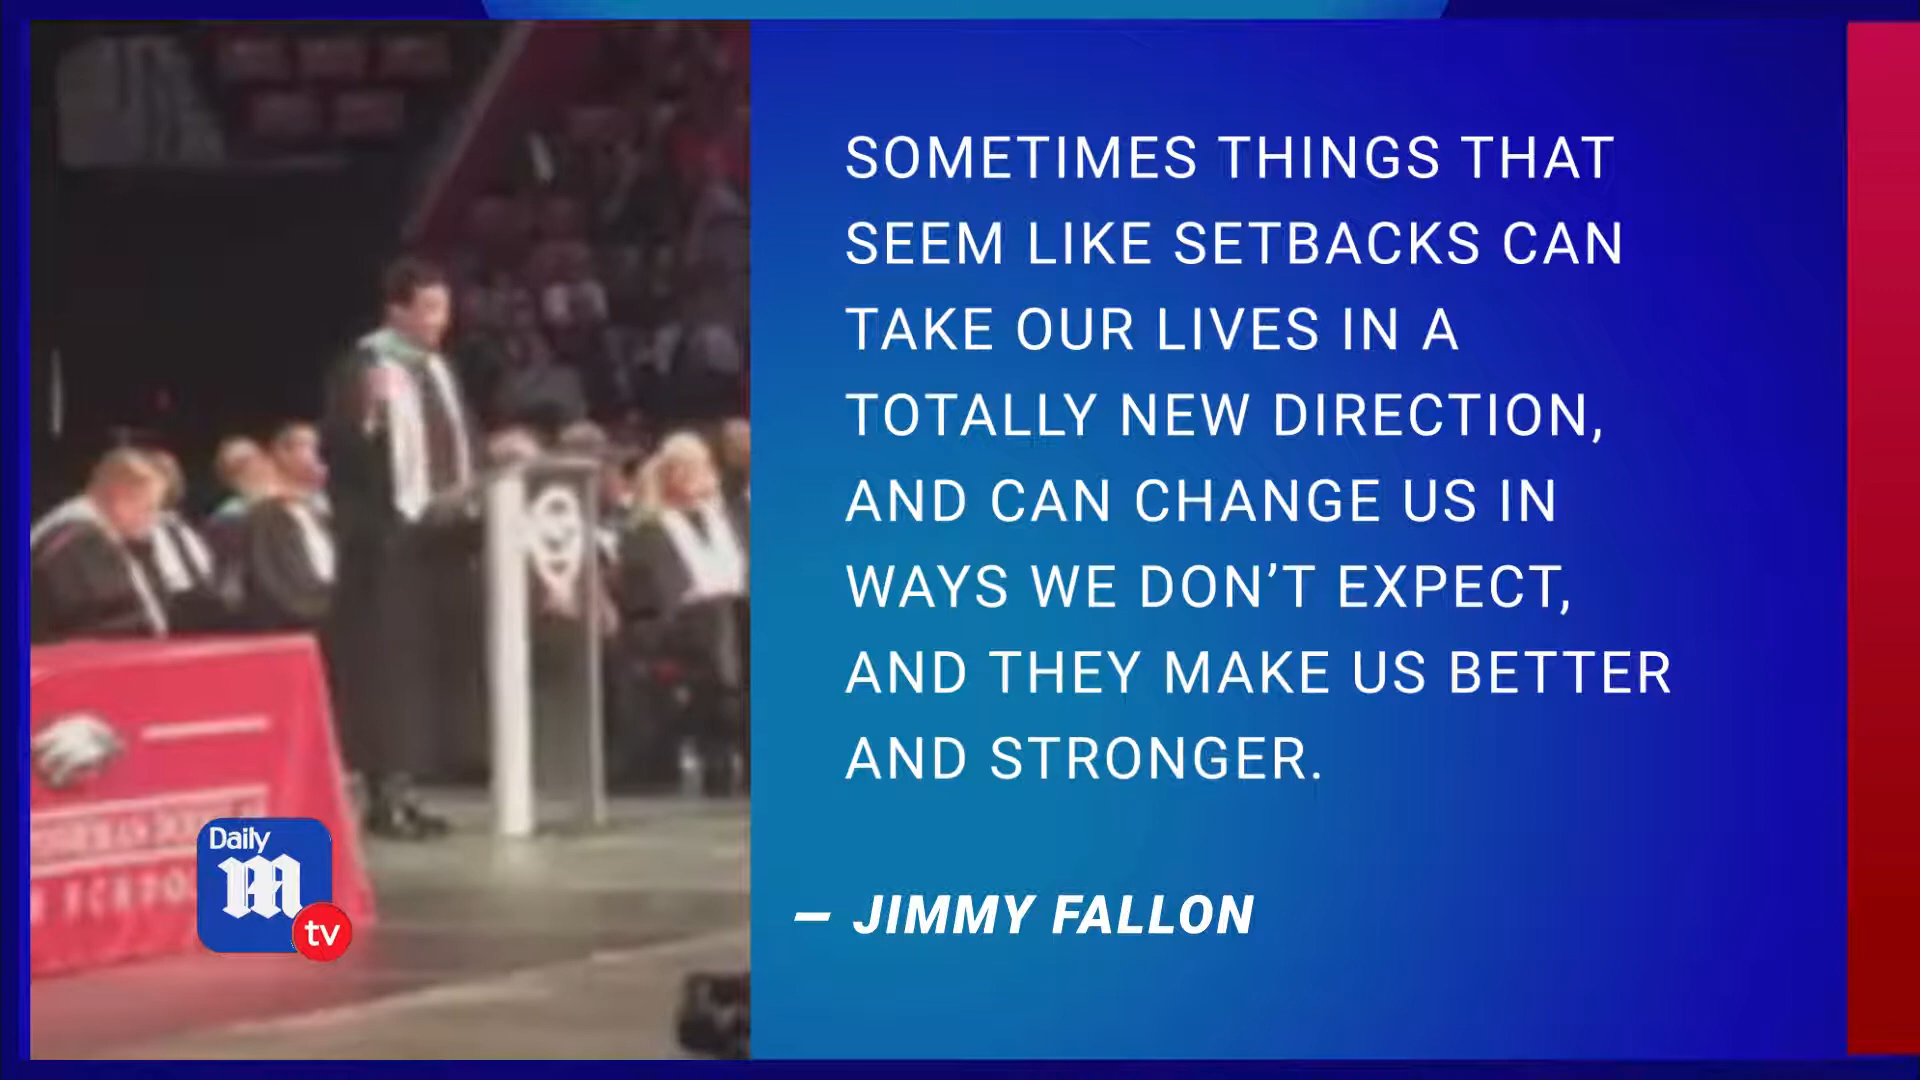 SOMETIMES THINGS THAT
SEEM LIKE SETBACKS CAN
TAKE OUR LIVES IN A
TOTALLY NEW DIRECTION,
AND CAN CHANGE US IN
WAYS WE DON’T EXPECT,
AND THEY MAKE US BETTER
AND STRONGER.
– JIMMY FALLON
Daily
M
tv